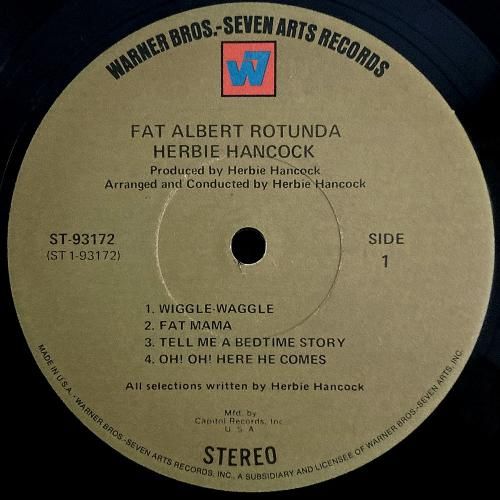 WARNER BROS.-SEVEN ARTS RECORDS
W7
FAT ALBERT ROTUNDA
HERBIE HANCOCK
Produced by Herbie Hancock
Arranged and Conducted by Herbie Hancock
ST-93172
(ST 1-93172)
SIDE
1
1. WIGGLE-WAGGLE
2. FAT MAMA
3. TELL ME A BEDTIME STORY
4. OH! OH! HERE HE COMES
All selections written by Herbie Hancock
Mfd. by
Capitol Records, Inc.
U. S. A.
STEREO
MADE IN U.S.A. · WARNER BROS.-SEVEN ARTS RECORDS, INC., A SUBSIDIARY AND LICENSEE OF WARNER BROS.-SEVEN ARTS, INC.